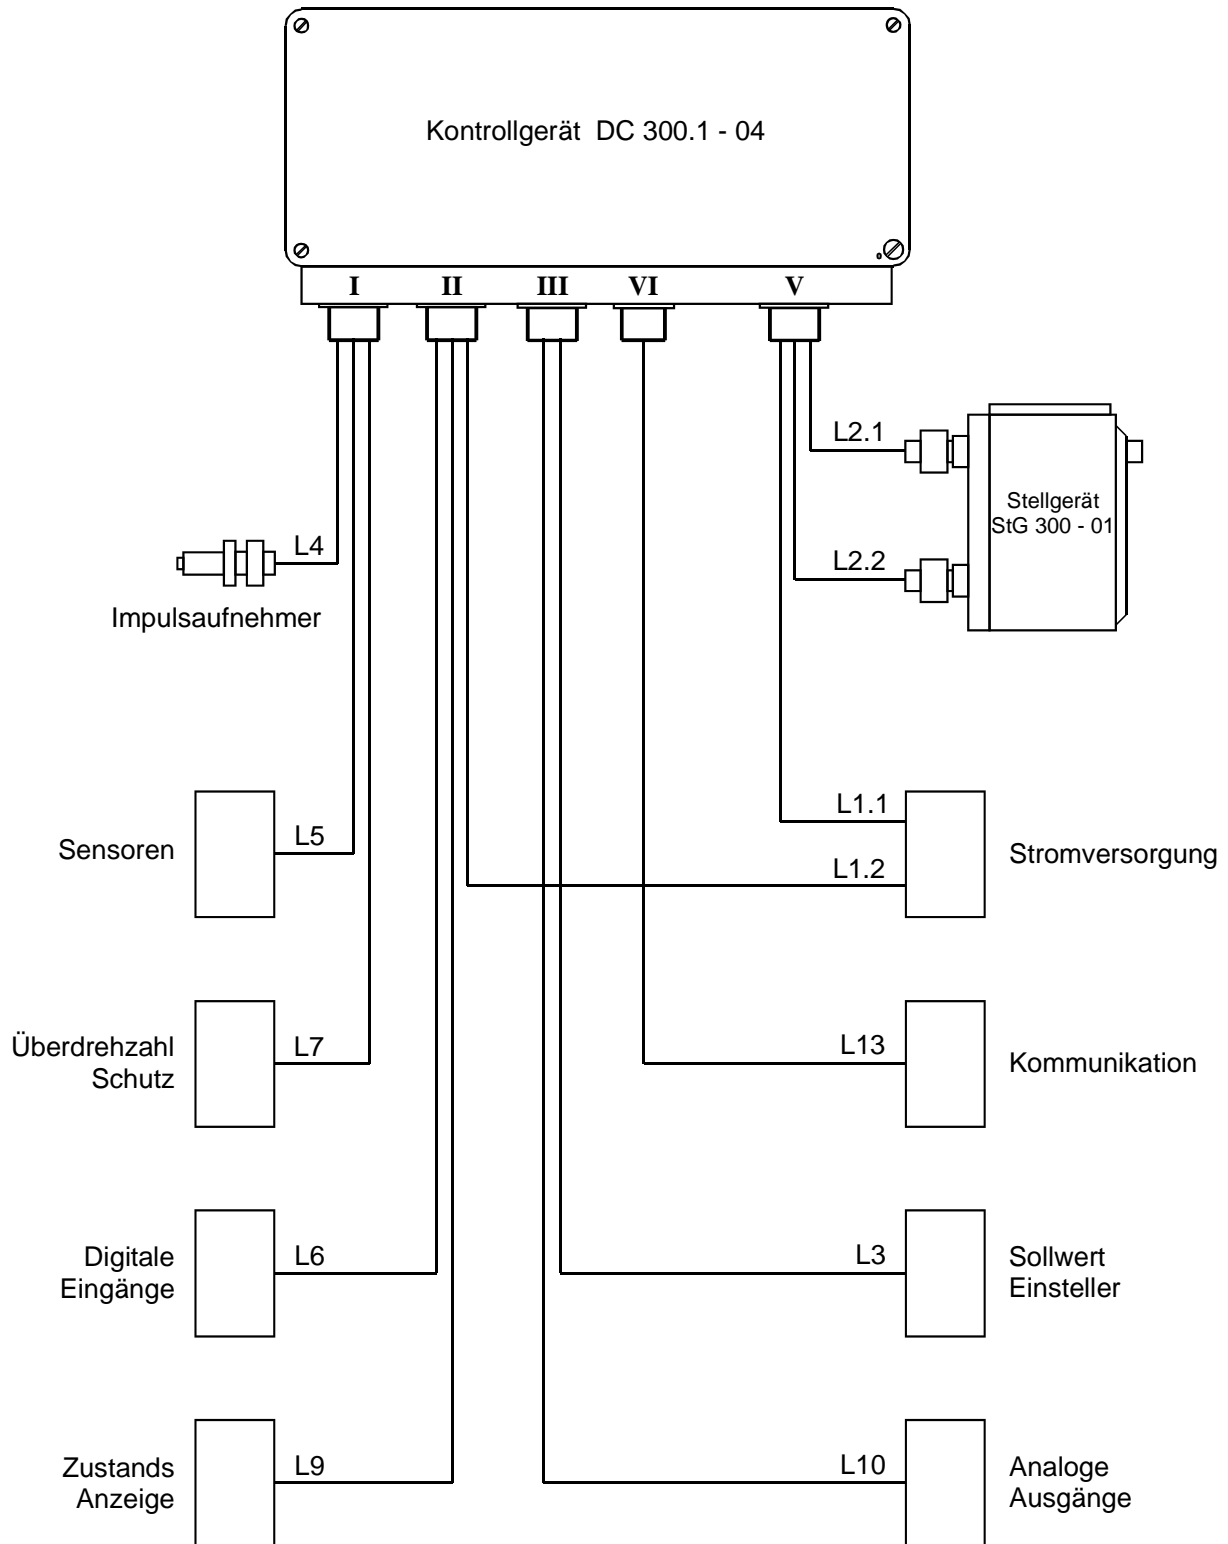 Kontrollgerät DC 300.1 - 04
I II III VI V
L2.1
Stellgerät
StG 300 - 01
L4
L2.2
Impulsaufnehmer
L1.1
Sensoren
L5
Stromversorgung
L1.2
Überdrehzahl
Schutz
L7
L13
Kommunikation
Digitale
Eingänge
L6
L3
Sollwert
Einsteller
Zustands
Anzeige
L9
L10
Analoge
Ausgänge